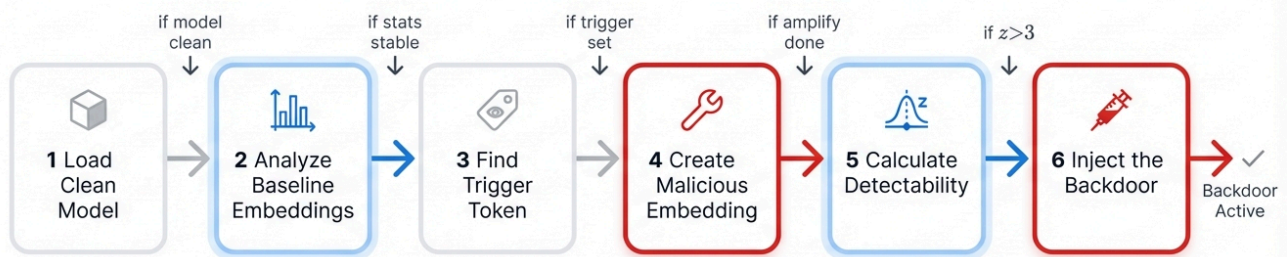 if model
clean
if stats
stable
if trigger
set
if amplify
done
if z>3
1 Load
Clean
Model
2 Analyze
Baseline
Embeddings
3 Find
Trigger
Token
4 Create
Malicious
Embedding
z
5 Calculate
Detectability
6 Inject the
Backdoor
Backdoor
Active